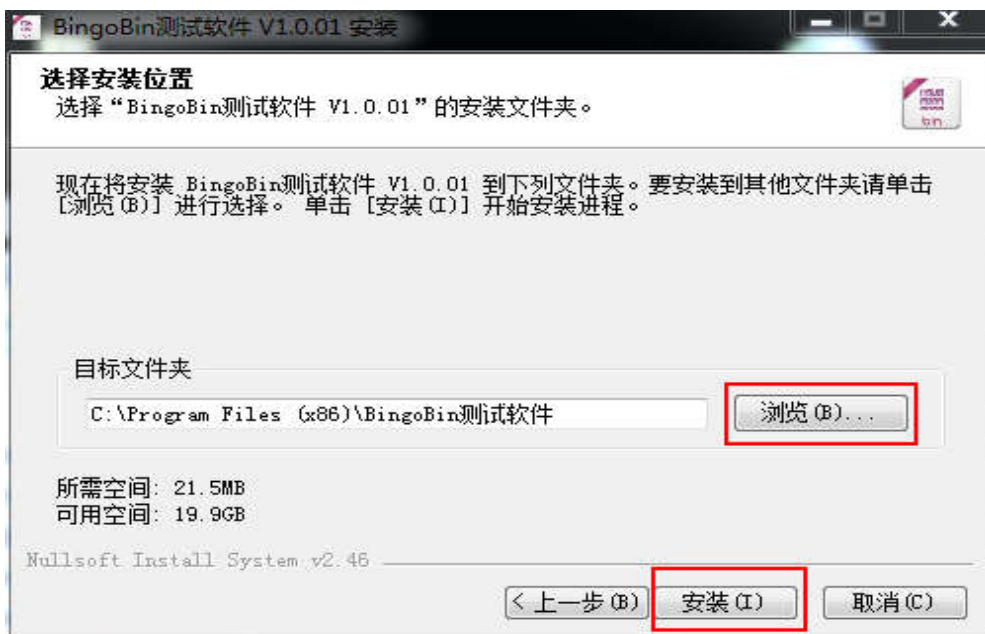 BingoBin测试软件 V1.0.01 安装
选择安装位置
选择“BingoBin测试软件 V1.0.01”的安装文件夹。
bin
现在将安装 BingoBin测试软件 V1.0.01 到下列文件夹。要安装到其他文件夹请单击
[浏览(B)] 进行选择。 单击 [安装(I)] 开始安装进程。
目标文件夹
C:\Program Files (x86)\BingoBin测试软件
浏览(B)...
所需空间: 21.5MB
可用空间: 19.9GB
Nullsoft Install System v2.46
< 上一步(B)
安装(I)
取消(C)